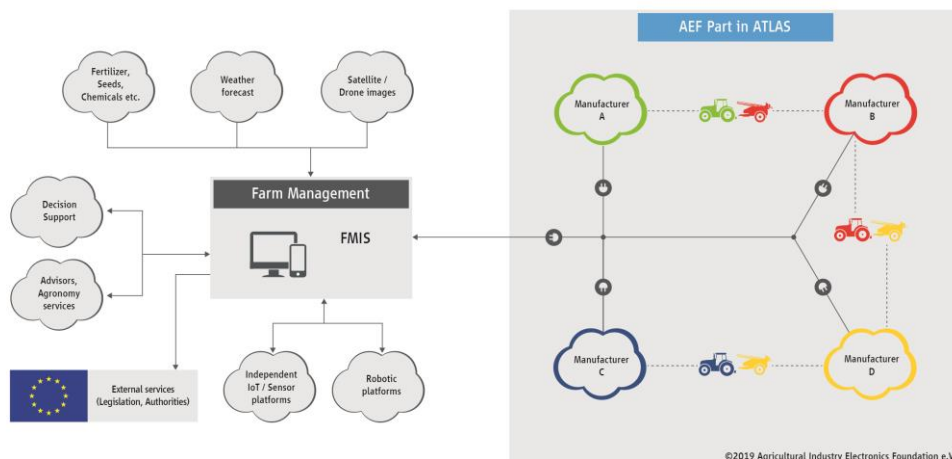 AEF Part in ATLAS
Fertilizer,
Seeds,
Chemicals etc.
Weather
forecast
Satellite /
Drone images
Manufacturer
A
Manufacturer
B
Farm Management
FMIS
Decision
Support
Advisors,
Agronomy
services
External services
(Legislation, Authorities)
Independent
IoT / Sensor
platforms
Robotic
platforms
Manufacturer
C
Manufacturer
D
©2019 Agricultural Industry Electronics Foundation e.V